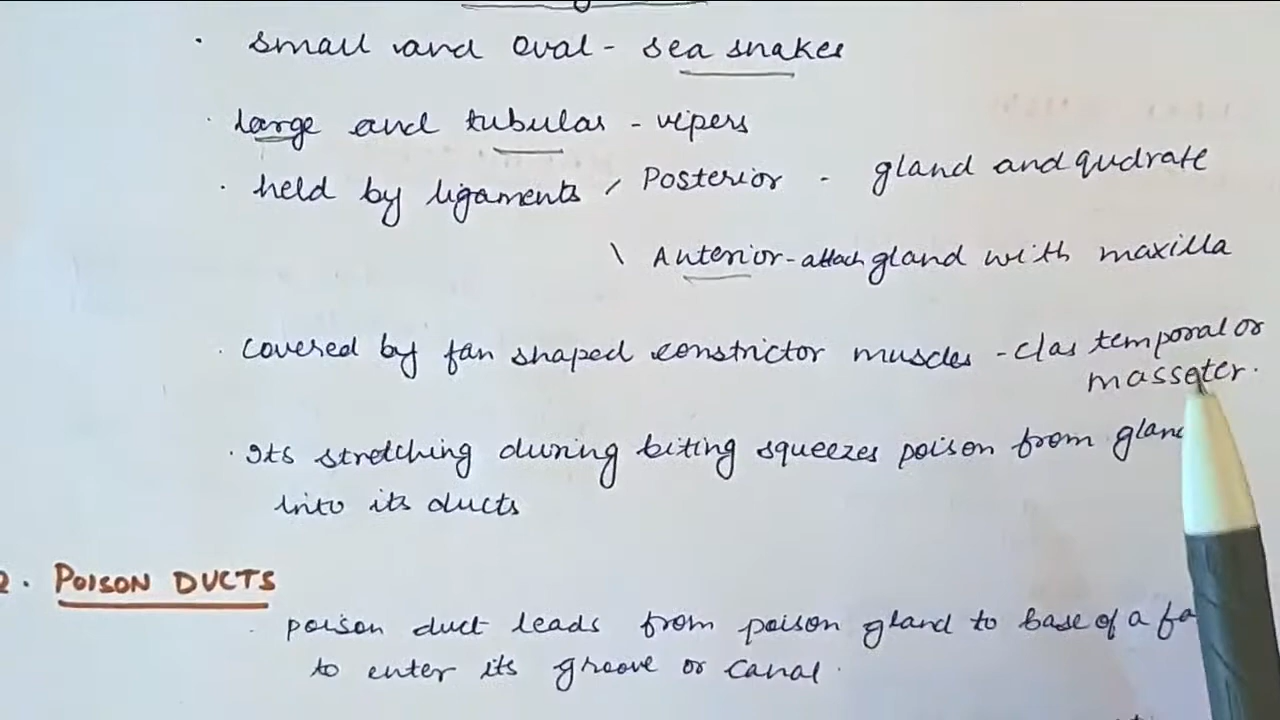 · small and oval - sea snakes
· large and tubular - vipers
· held by ligaments / Posterior - gland and qudrate
\ Anterior - attach gland with maxilla
· covered by fan shaped constrictor muscles - clas temporal or
masseter.
· Its stretching during biting squeezes poison from gland
into its ducts
2. POISON DUCTS
· poison duct leads from poison gland to base of a fa
to enter its groove or canal.